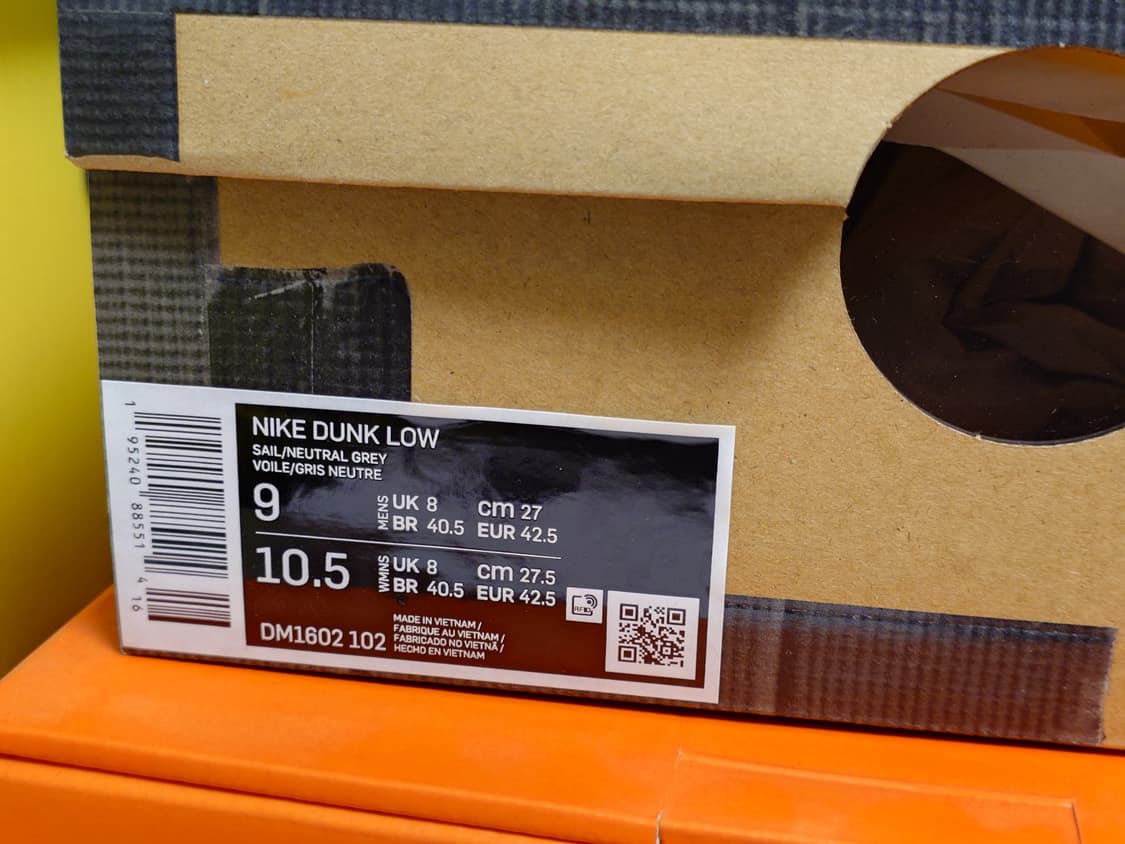 1 95240 88551 4 16
NIKE DUNK LOW
SAIL/NEUTRAL GREY
VOILE/GRIS NEUTRE
9
MENS
UK 8 cm 27
BR 40.5 EUR 42.5
10.5
WMNS
UK 8 cm 27.5
BR 40.5 EUR 42.5
RFID
DM1602 102
MADE IN VIETNAM /
FABRIQUE AU VIETNAM /
FABRICADO NO VIETNÃ /
HECHO EN VIETNAM